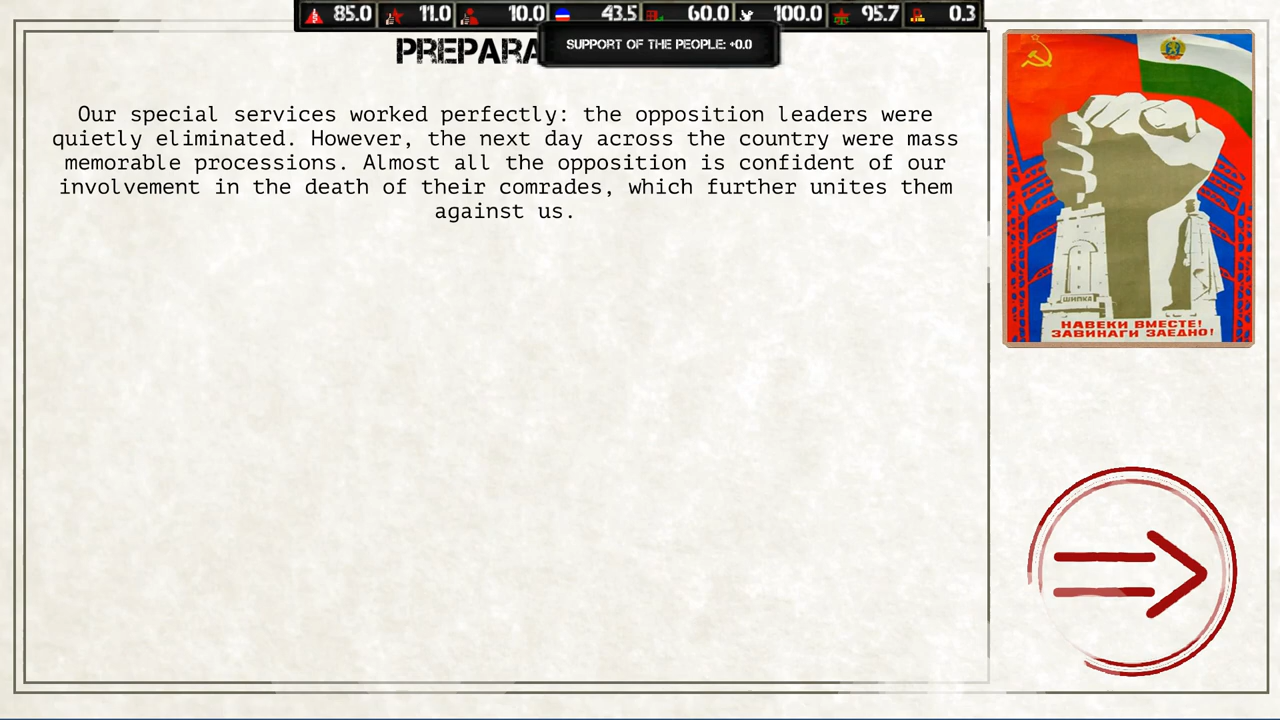 85.0 11.0 10.0 43.5 60.0 100.0 95.7 0.3
SUPPORT OF THE PEOPLE: +0.0
Our special services worked perfectly: the opposition leaders were
quietly eliminated. However, the next day across the country were mass
memorable processions. Almost all the opposition is confident of our
involvement in the death of their comrades, which further unites them
against us.
ШИПКА
НАВЕКИ ВМЕСТЕ!
ЗАВИНАГИ ЗАЕДНО!